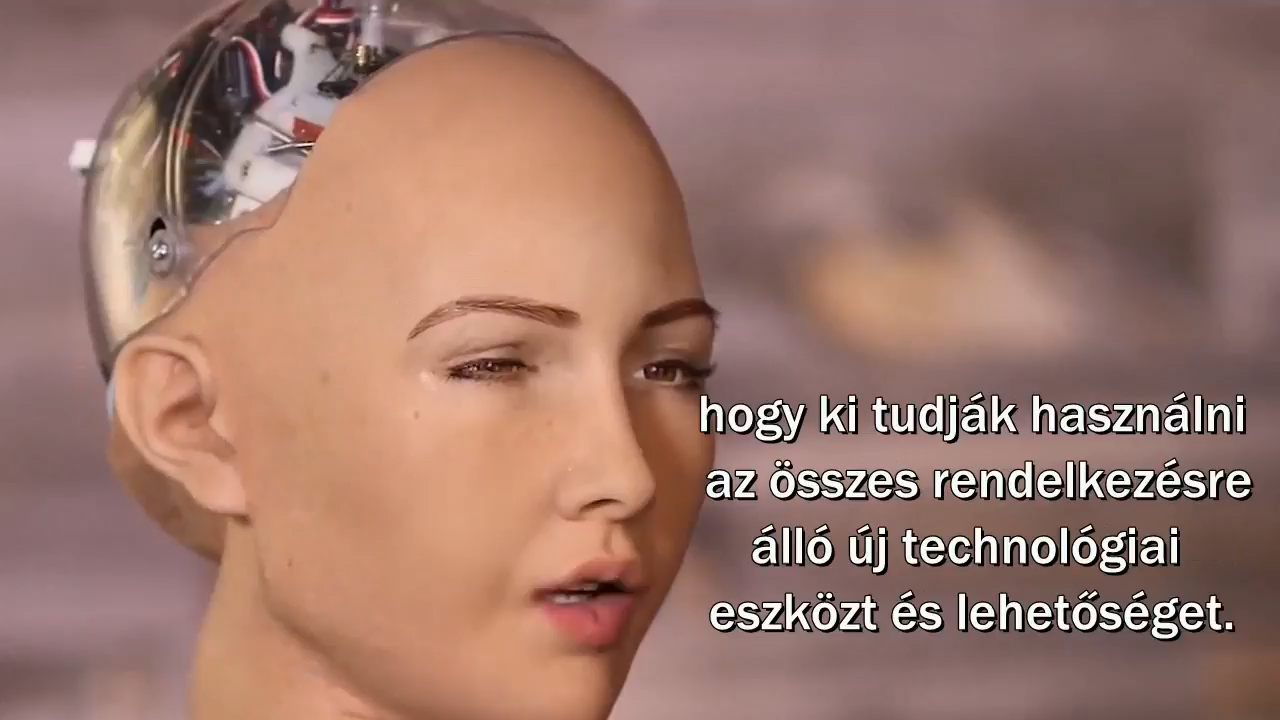 hogy ki tudják használni
az összes rendelkezésre
álló új technológiai
eszközt és lehetőséget.